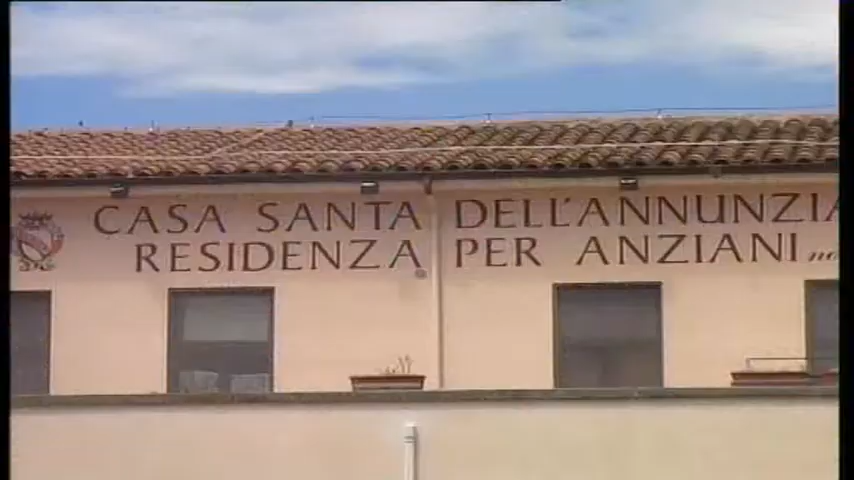 CASA SANTA DELL'ANNUNZIA
RESIDENZA PER ANZIANI